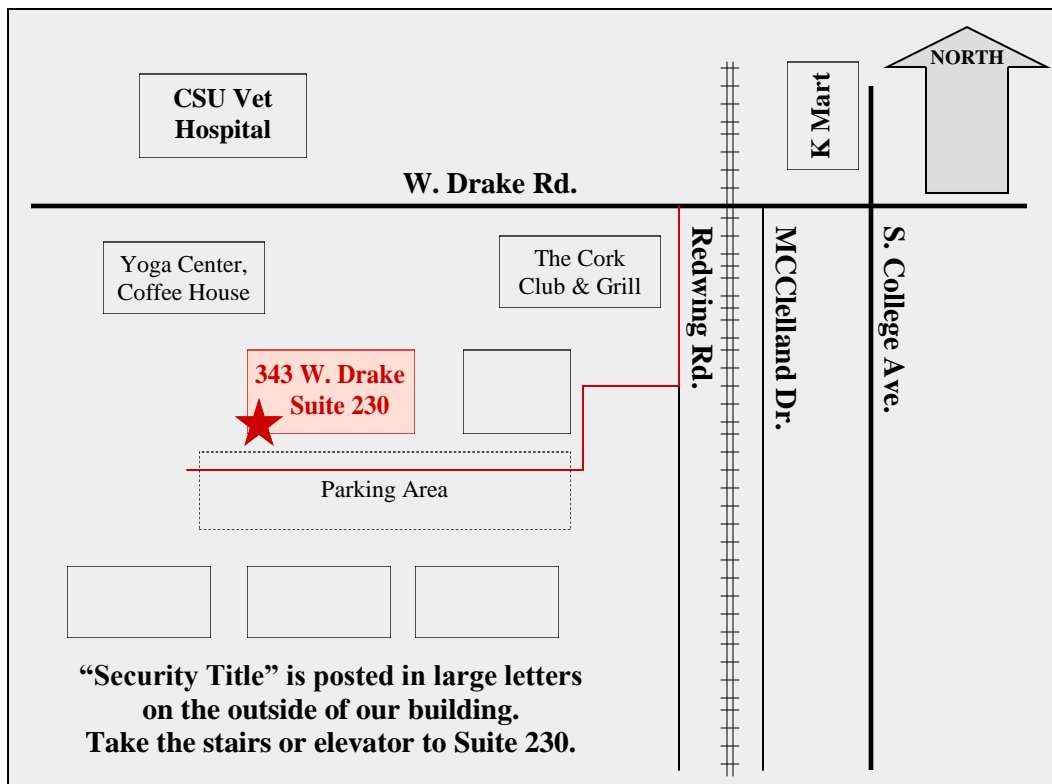 NORTH
CSU Vet
Hospital
K Mart
W. Drake Rd.
Yoga Center,
Coffee House
The Cork
Club & Grill
Redwing Rd.
MCClelland Dr.
S. College Ave.
343 W. Drake
Suite 230
Parking Area
“Security Title” is posted in large letters
on the outside of our building.
Take the stairs or elevator to Suite 230.